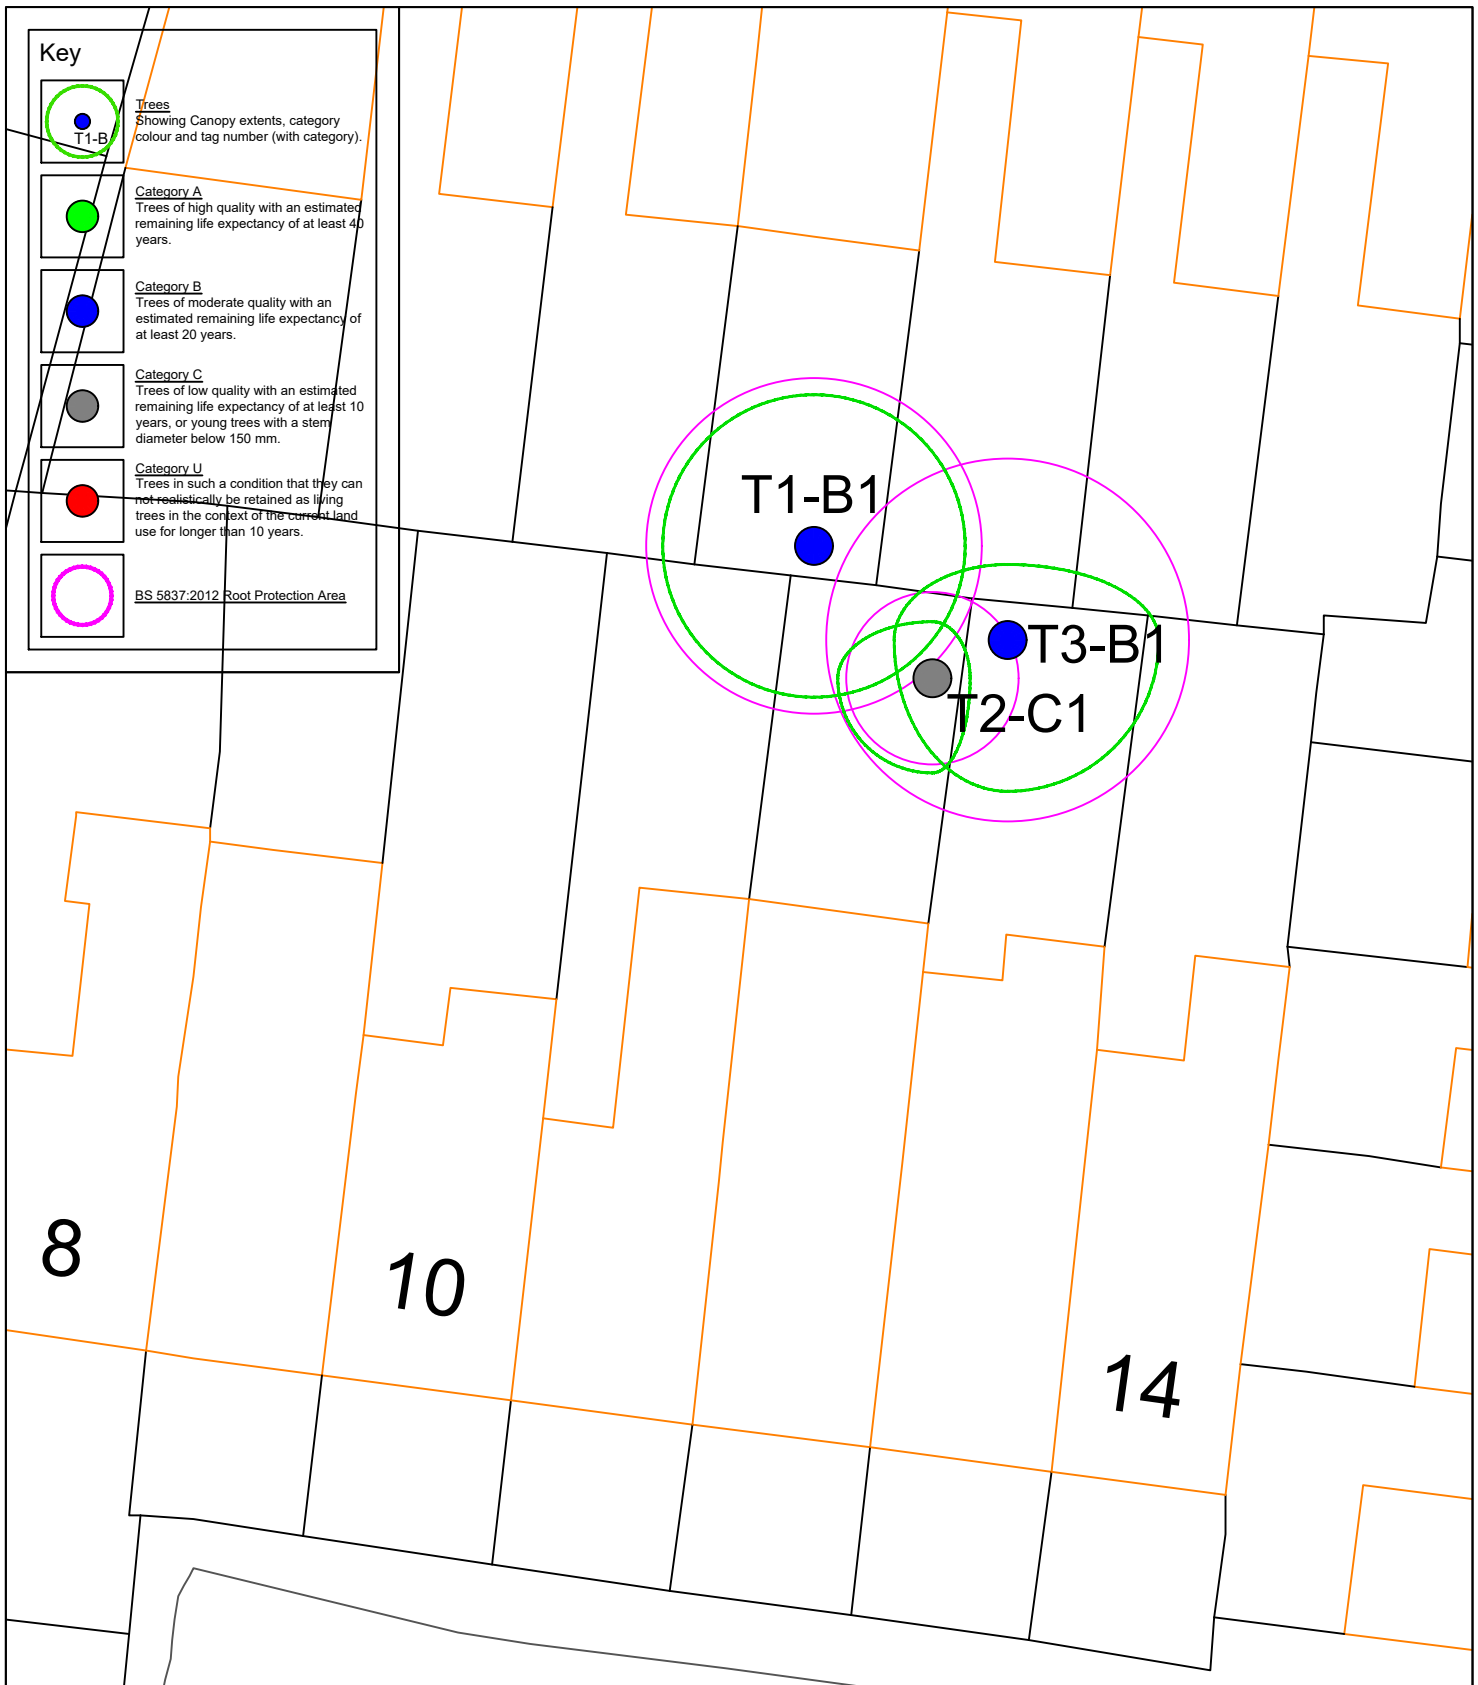 Key
Trees
Showing Canopy extents, category
colour and tag number (with category).
T1-B
Category A
Trees of high quality with an estimated
remaining life expectancy of at least 40
years.
Category B
Trees of moderate quality with an
estimated remaining life expectancy of
at least 20 years.
Category C
Trees of low quality with an estimated
remaining life expectancy of at least 10
years, or young trees with a stem
diameter below 150 mm.
Category U
Trees in such a condition that they can
not realistically be retained as living
trees in the context of the current land
use for longer than 10 years.
BS 5837:2012 Root Protection Area
T1-B1
T3-B1
T2-C1
8
10
14